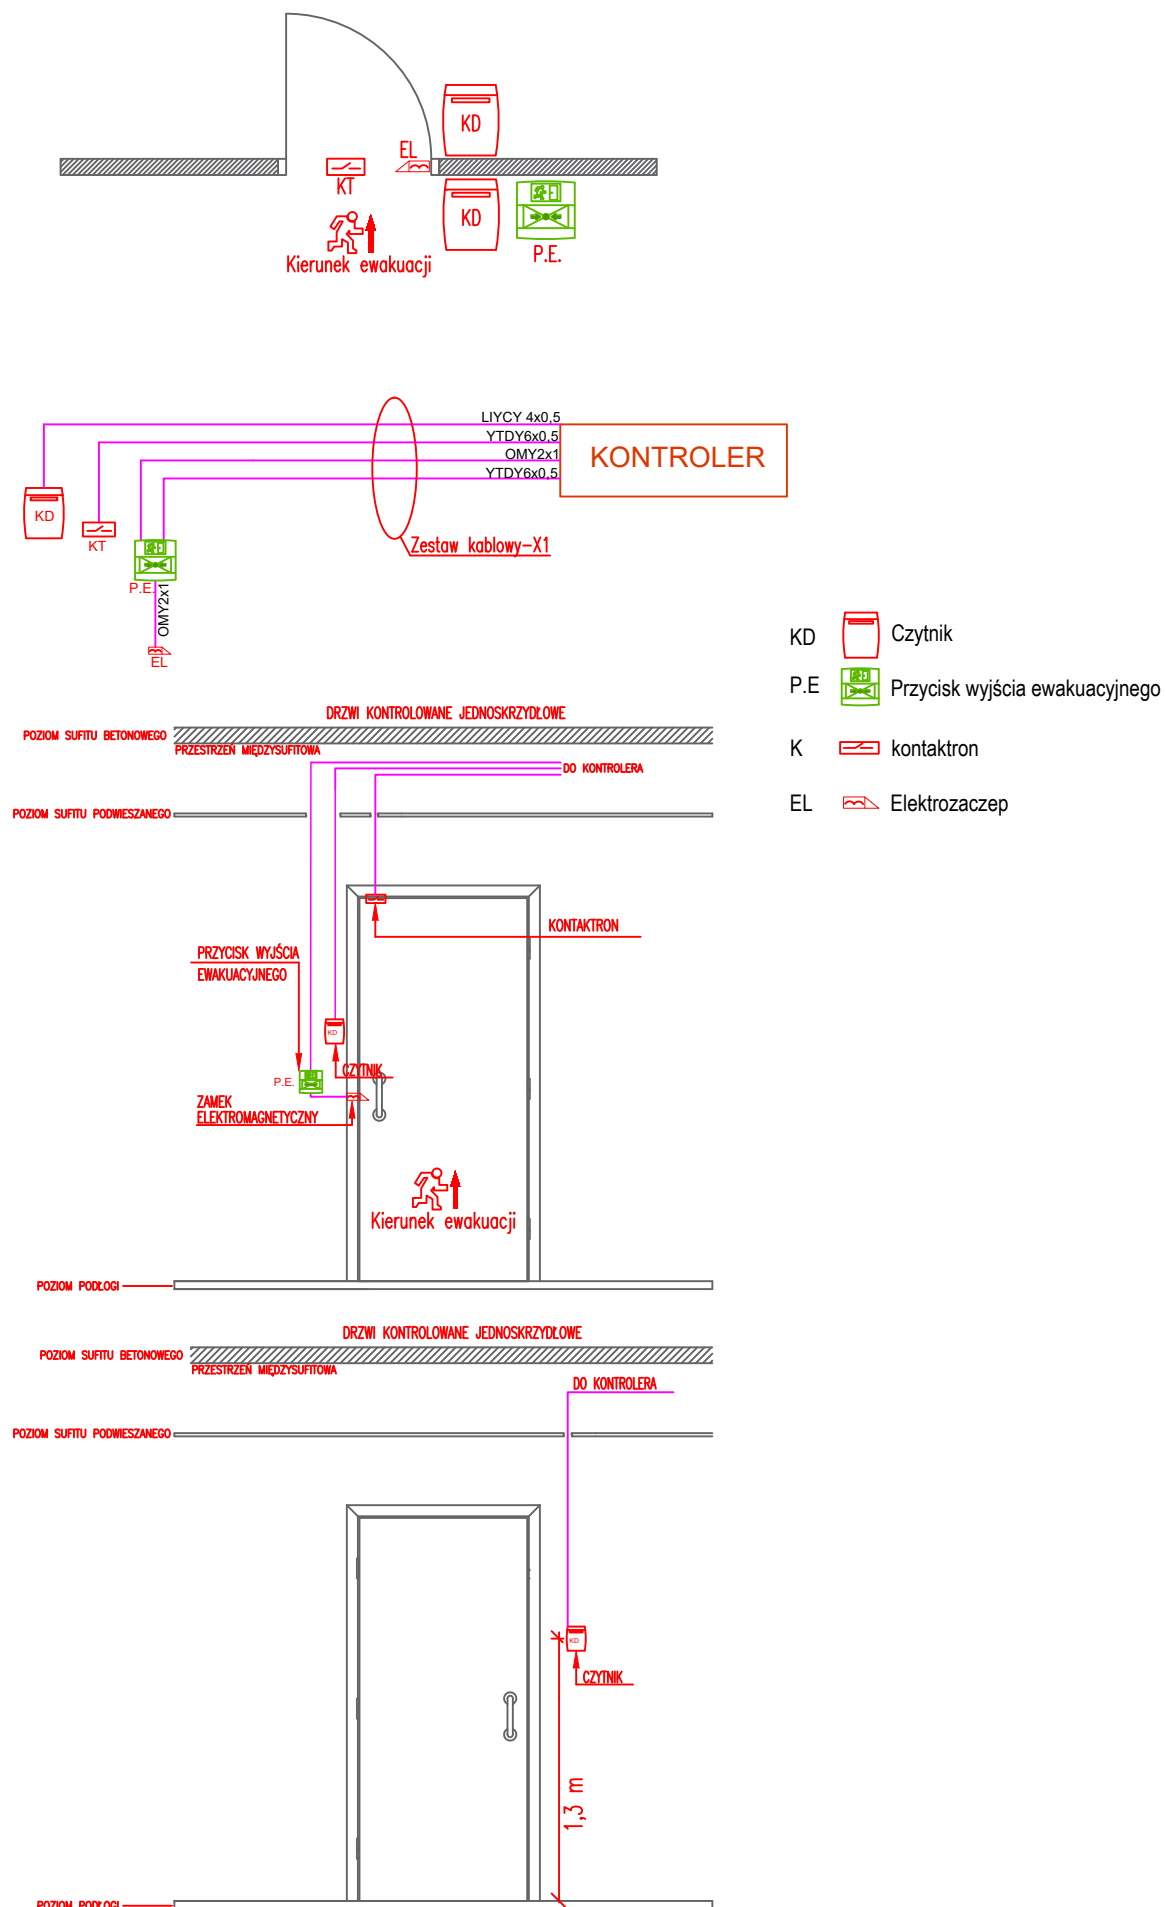 KD
EL
KT
KD
P.E.
Kierunek ewakuacji
LIYCY 4x0,5
YTDY6x0,5
OMY2x1
YTDY6x0,5
KONTROLER
KD
KT
Zestaw kablowy-X1
P.E.
OMY2x1
EL
KD Czytnik
P.E Przycisk wyjścia ewakuacyjnego
K kontaktron
EL Elektrozaczep
DRZWI KONTROLOWANE JEDNOSKRZYDŁOWE
POZIOM SUFITU BETONOWEGO
PRZESTRZEŃ MIĘDZYSUFITOWA
DO KONTROLERA
POZIOM SUFITU PODWIESZANEGO
KONTAKTRON
PRZYCISK WYJŚCIA
EWAKUACYJNEGO
KD
CZYTNIK
P.E.
ZAMEK
ELEKTROMAGNETYCZNY
Kierunek ewakuacji
POZIOM PODŁOGI
DRZWI KONTROLOWANE JEDNOSKRZYDŁOWE
POZIOM SUFITU BETONOWEGO
PRZESTRZEŃ MIĘDZYSUFITOWA
DO KONTROLERA
POZIOM SUFITU PODWIESZANEGO
KD
CZYTNIK
1,3 m
POZIOM PODŁOGI